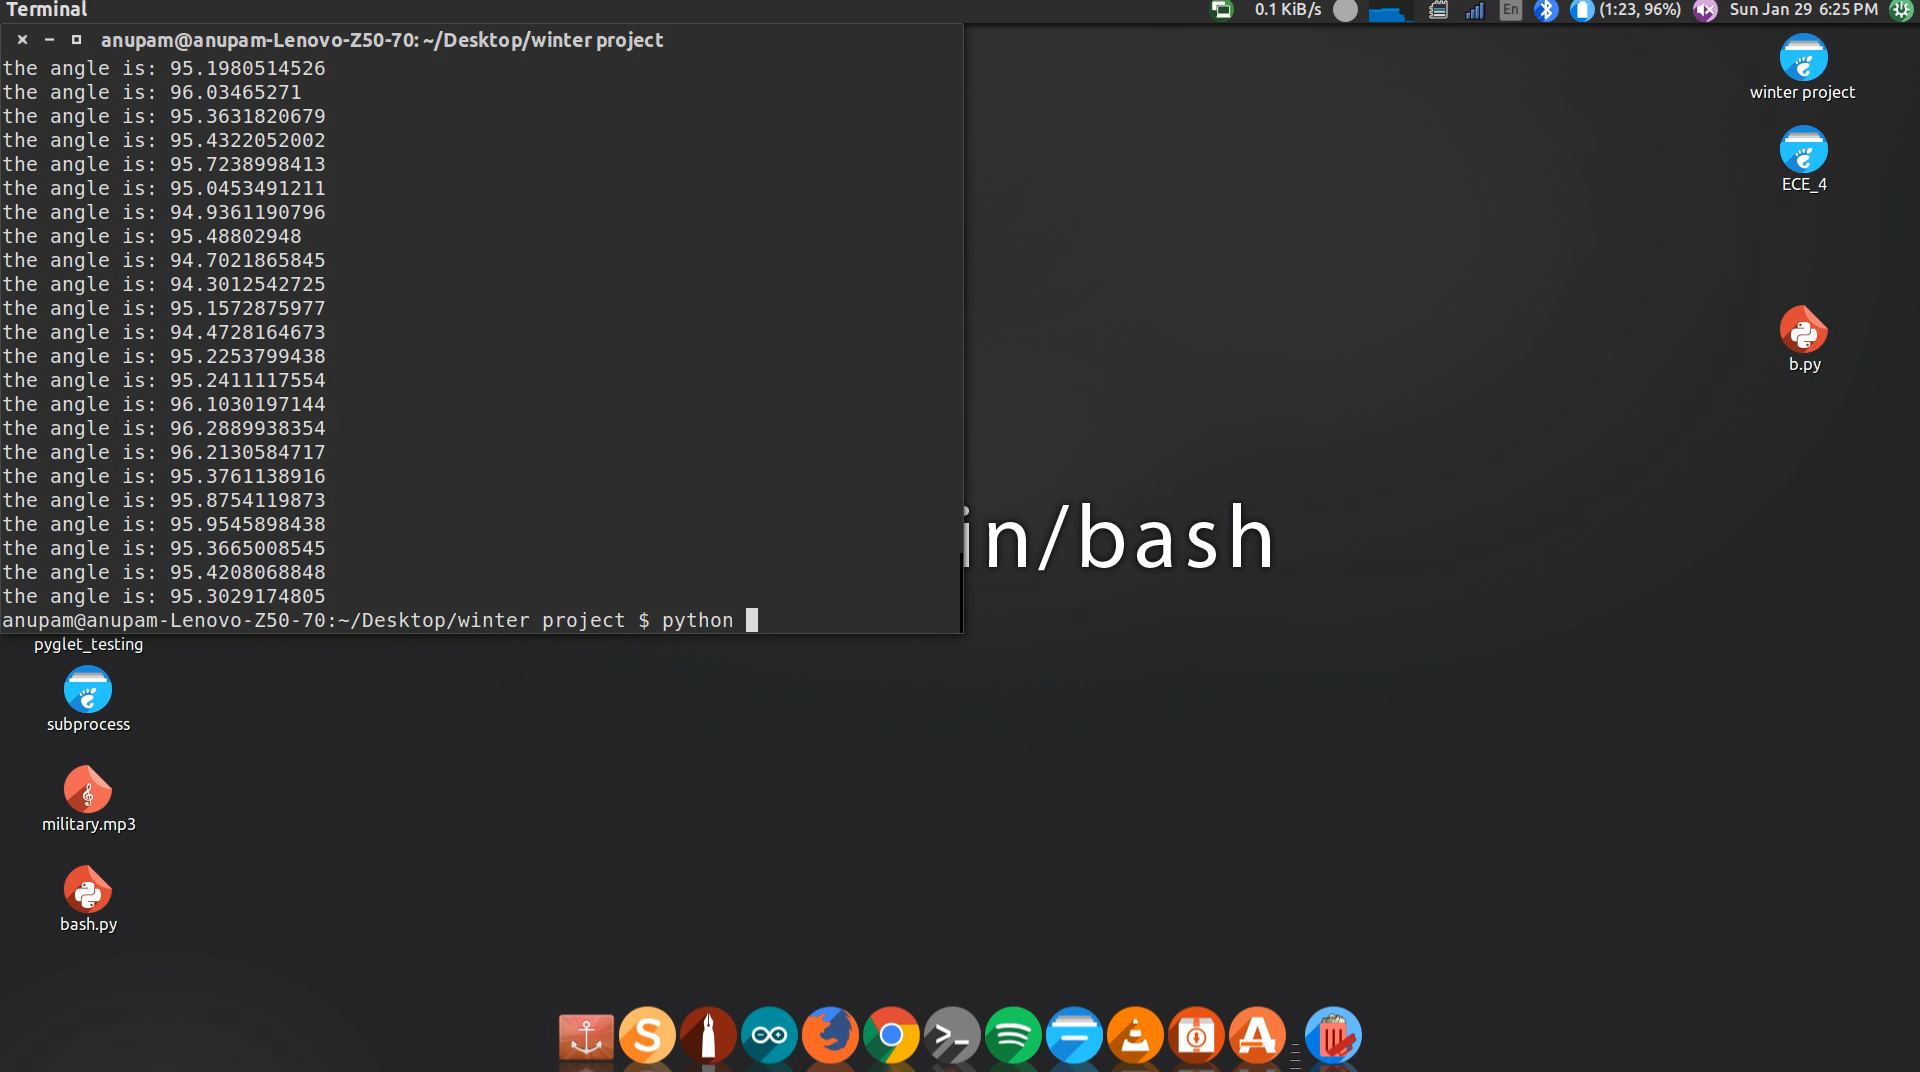 Terminal
0.1 KiB/s
En
(1:23, 96%)
Sun Jan 29 6:25 PM
anupam@anupam-Lenovo-Z50-70: ~/Desktop/winter project
the angle is: 95.1980514526
the angle is: 96.03465271
the angle is: 95.3631820679
the angle is: 95.4322052002
the angle is: 95.7238998413
the angle is: 95.0453491211
the angle is: 94.9361190796
the angle is: 95.48802948
the angle is: 94.7021865845
the angle is: 94.3012542725
the angle is: 95.1572875977
the angle is: 94.4728164673
the angle is: 95.2253799438
the angle is: 95.2411117554
the angle is: 96.1030197144
the angle is: 96.2889938354
the angle is: 96.2130584717
the angle is: 95.3761138916
the angle is: 95.8754119873
the angle is: 95.9545898438
the angle is: 95.3665008545
the angle is: 95.4208068848
the angle is: 95.3029174805
anupam@anupam-Lenovo-Z50-70:~/Desktop/winter project $ python
winter project
ECE_4
b.py
in/bash
pyglet_testing
subprocess
military.mp3
bash.py